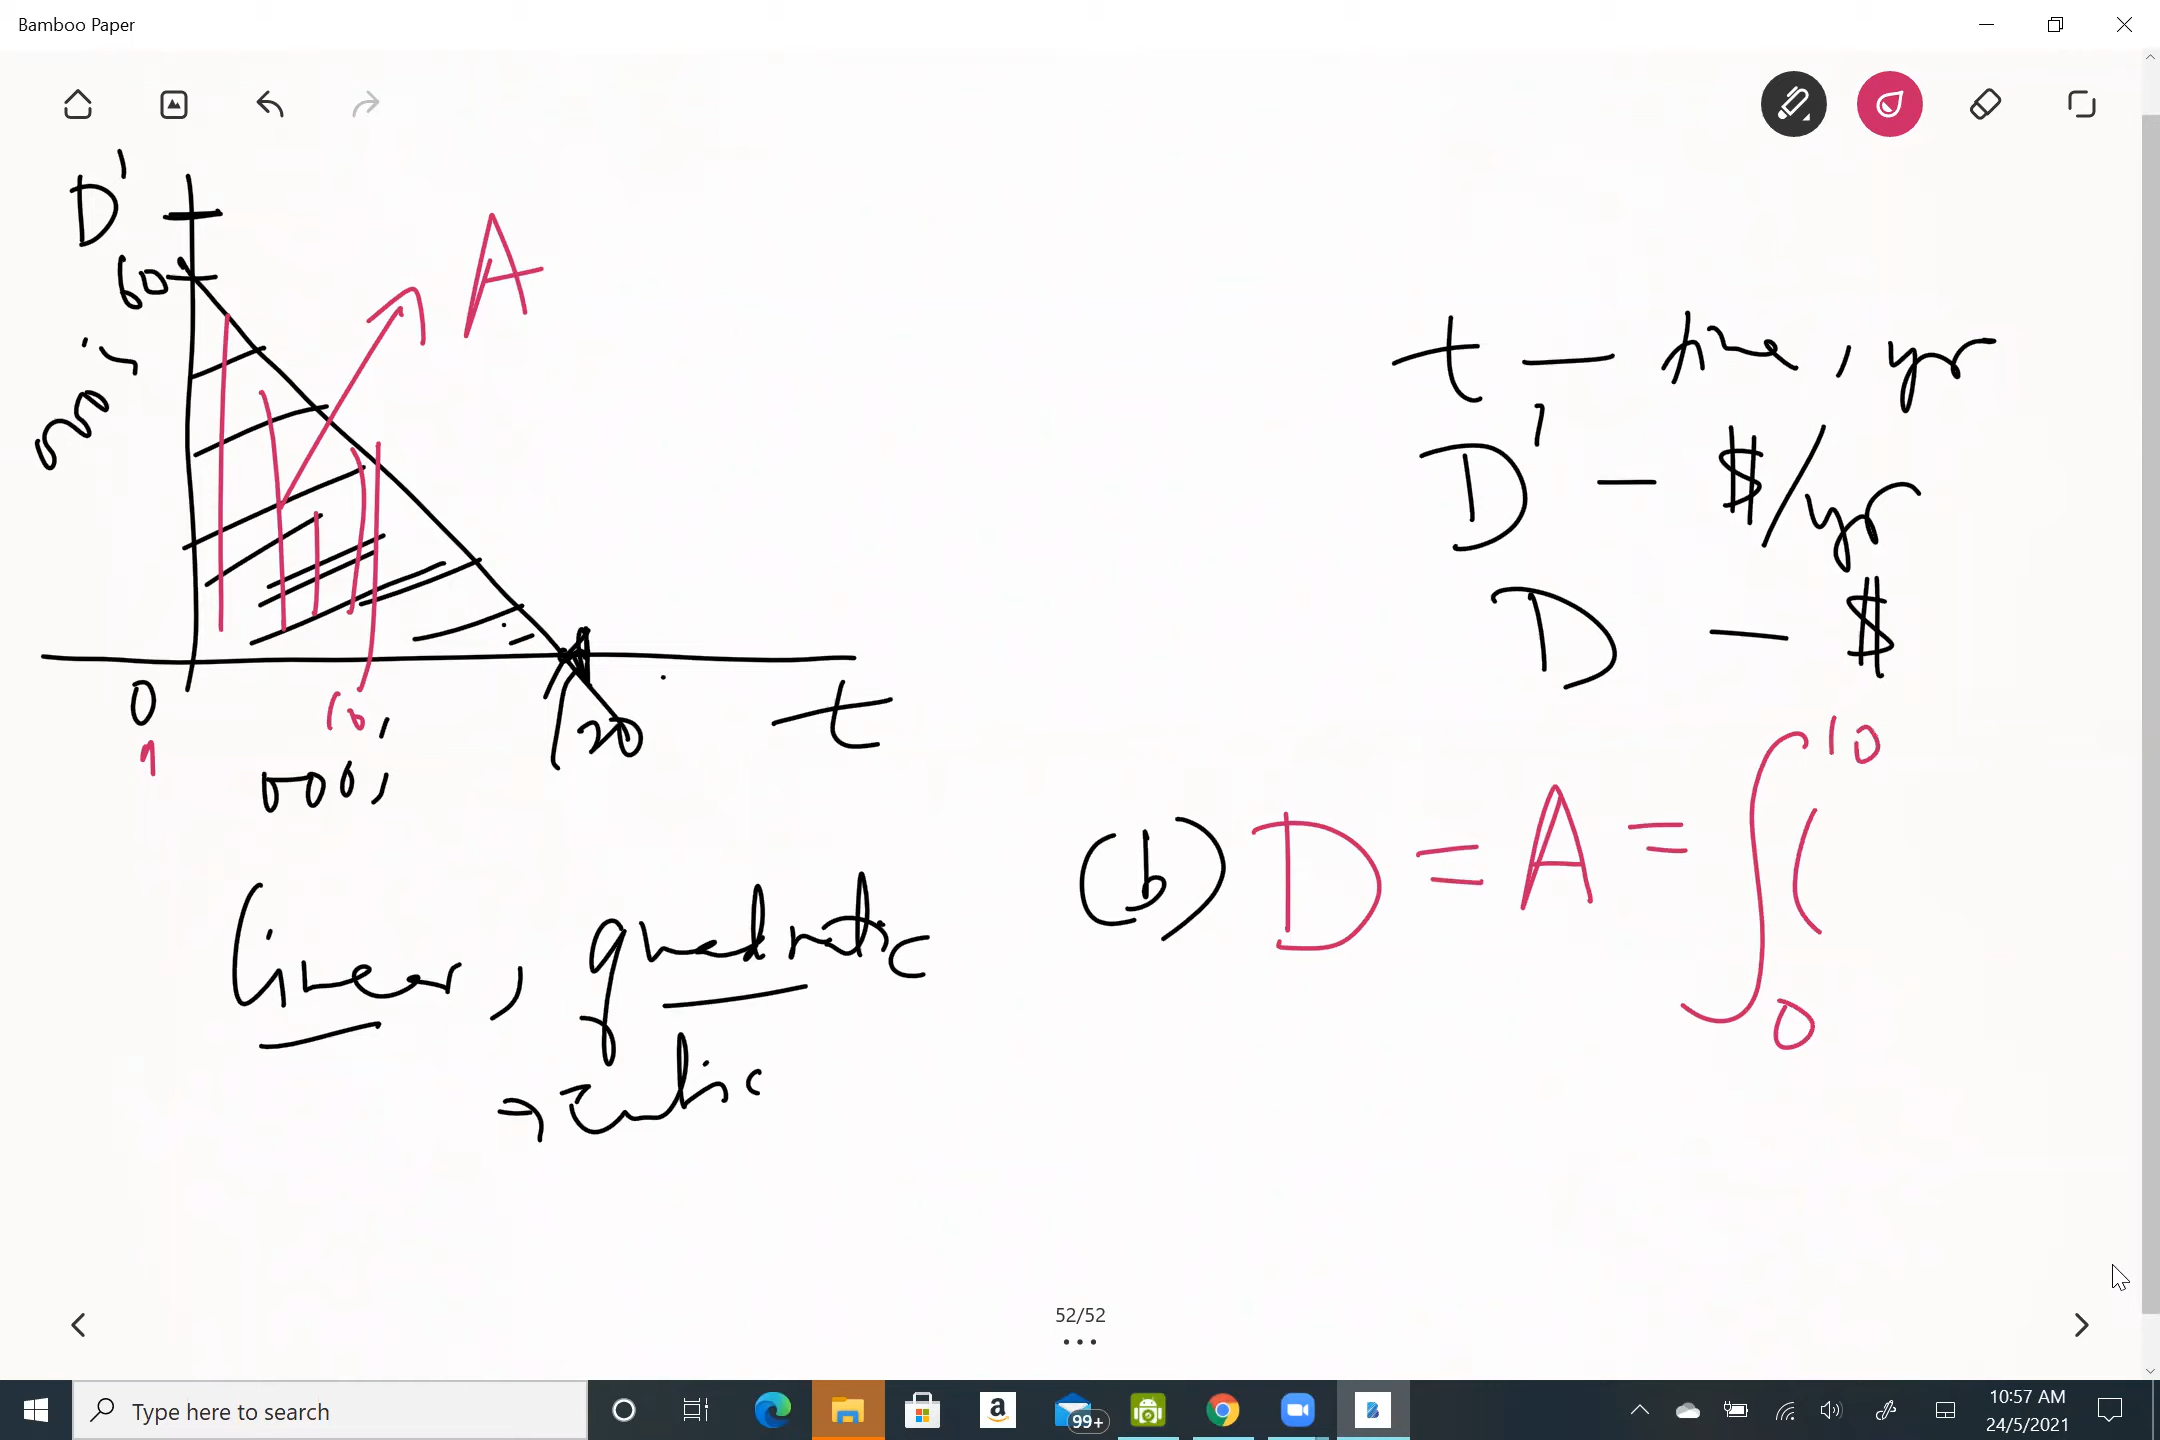 Bamboo Paper
D'
60
A
0
10,
000,
20
t
linear, quadratic
cubic
t — time, yr
D' — $/yr
D — $
(b) D = A = ∫ 10 (
0
52/52
Type here to search
99+
10:57 AM
24/5/2021